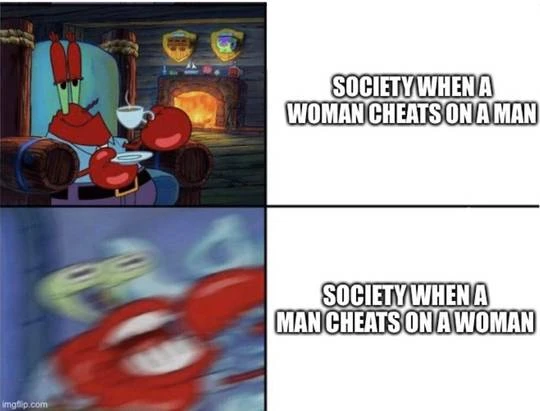 SOCIETY WHEN A
WOMAN CHEATS ON A MAN
SOCIETY WHEN A
MAN CHEATS ON A WOMAN
imgflip.com